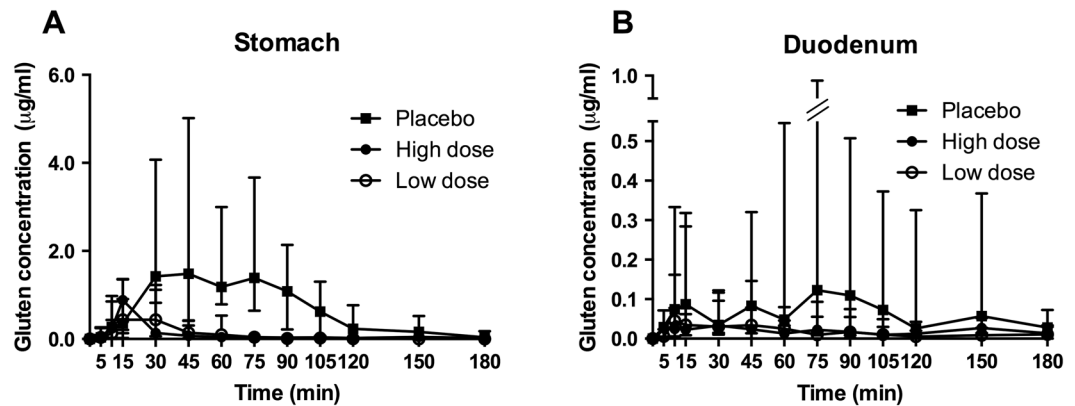 A
Stomach
Gluten concentration (µg/ml)
6.0
4.0
2.0
0.0
Placebo
High dose
Low dose
5 15 30 45 60 75 90 105 120 150 180
Time (min)
B
Duodenum
Gluten concentration (µg/ml)
1.0
0.5
0.4
0.3
0.2
0.1
0.0
Placebo
High dose
Low dose
5 15 30 45 60 75 90 105 120 150 180
Time (min)